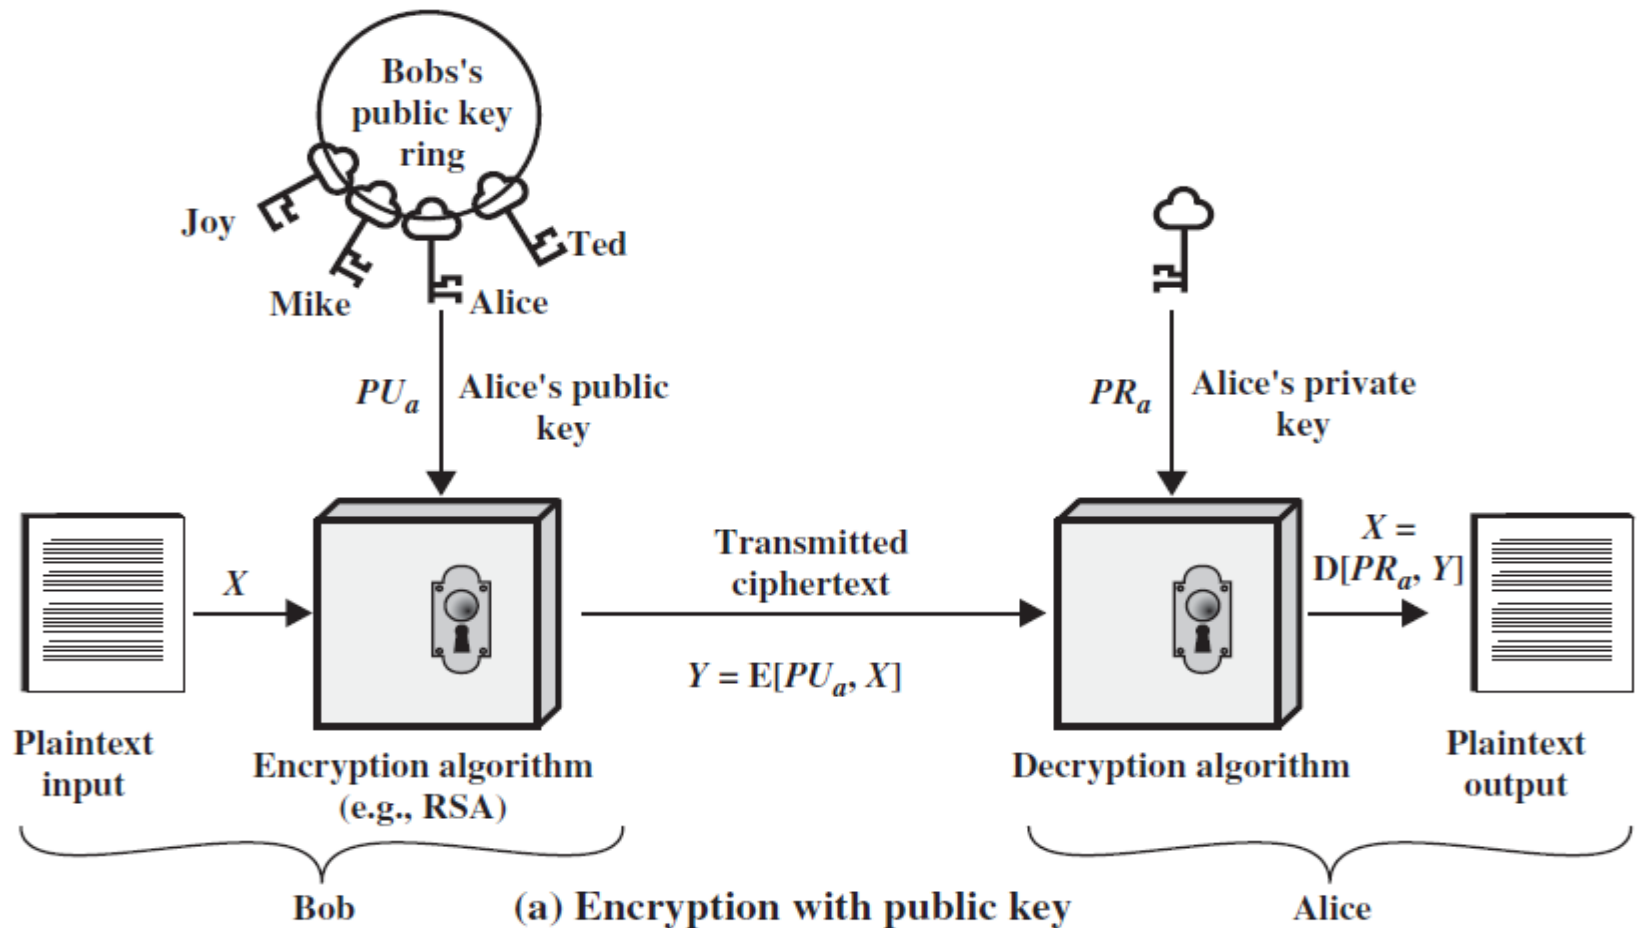 Bobs's
public key
ring
Joy
Ted
Mike
Alice
PUa
Alice's public
key
PRa
Alice's private
key
X
Transmitted
ciphertext
Y = E[PUa, X]
X =
D[PRa, Y]
Plaintext
input
Encryption algorithm
(e.g., RSA)
Decryption algorithm
Plaintext
output
Bob
(a) Encryption with public key
Alice